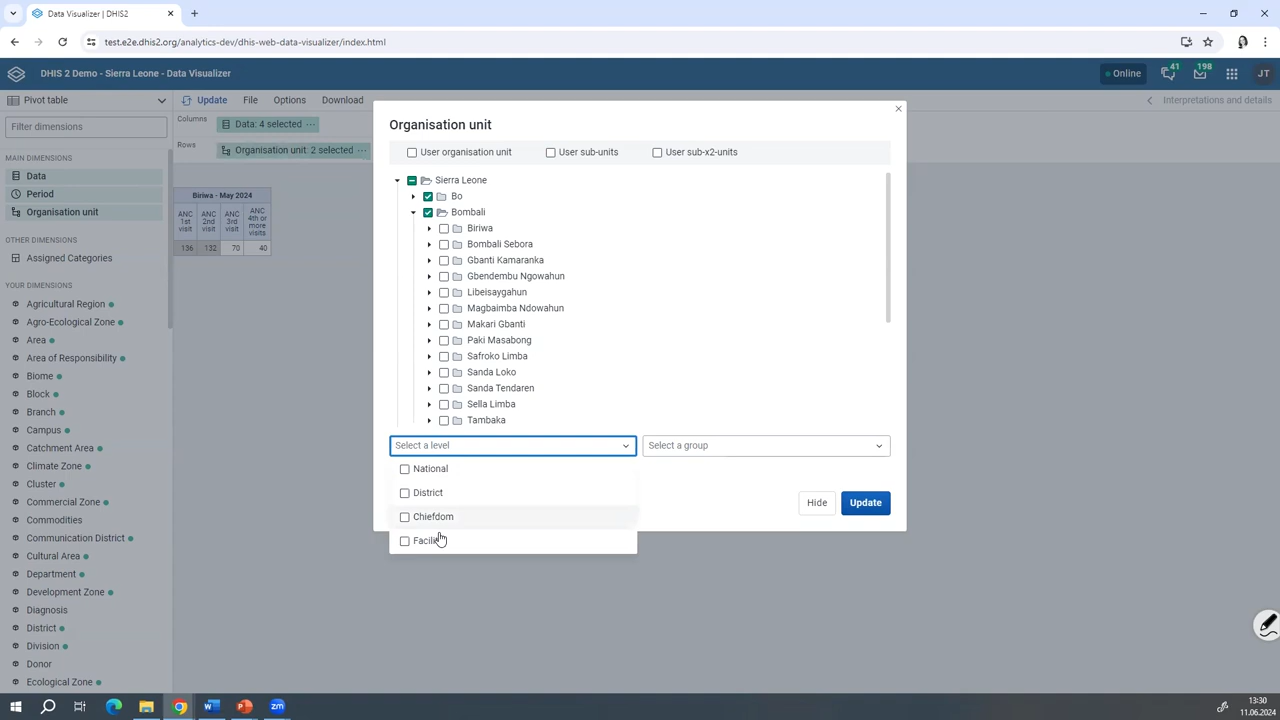 Data Visualizer | DHIS2
test.e2e.dhis2.org/analytics-dev/dhis-web-data-visualizer/index.html
DHIS 2 Demo - Sierra Leone - Data Visualizer
Online
41
198
JT
Pivot table
Update
File
Options
Download
Interpretations and details
Filter dimensions
MAIN DIMENSIONS
Data
Period
Organisation unit
OTHER DIMENSIONS
Assigned Categories
YOUR DIMENSIONS
Agricultural Region
Agro-Ecological Zone
Area
Area of Responsibility
Biome
Block
Branch
Campus
Catchment Area
Climate Zone
Cluster
Commercial Zone
Commodities
Communication District
Cultural Area
Department
Development Zone
Diagnosis
District
Division
Donor
Ecological Zone
Columns
Data: 4 selected ...
Rows
Organisation unit: 2 selected ...
Biriwa - May 2024
ANC 1st visit
ANC 2nd visit
ANC 3rd visit
ANC 4th or more visits
136 132 70 40
Organisation unit
User organisation unit
User sub-units
User sub-x2-units
Sierra Leone
Bo
Bombali
Biriwa
Bombali Sebora
Gbanti Kamaranka
Gbendembu Ngowahun
Libeisaygahun
Magbaimba Ndowahun
Makari Gbanti
Paki Masabong
Safroko Limba
Sanda Loko
Sanda Tendaren
Sella Limba
Tambaka
Select a level
Select a group
National
District
Chiefdom
Hide
Update
13:30
11.06.2024